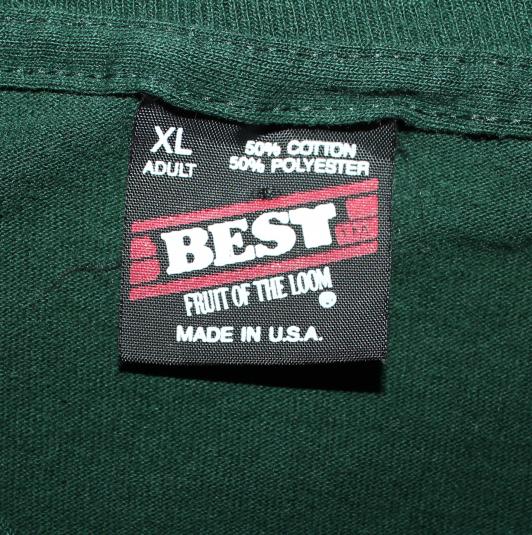 XL
ADULT
50% COTTON
50% POLYESTER
BEST
FRUIT OF THE LOOM®
MADE IN U.S.A.